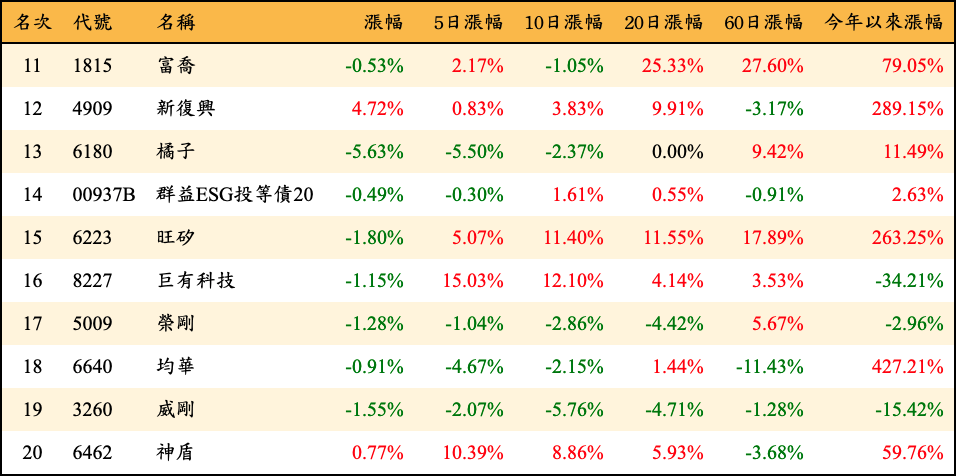 名次 代號 名稱 漲幅 5日漲幅 10日漲幅 20日漲幅 60日漲幅 今年以來漲幅
11 1815 富喬 -0.53% 2.17% -1.05% 25.33% 27.60% 79.05%
12 4909 新復興 4.72% 0.83% 3.83% 9.91% -3.17% 289.15%
13 6180 橘子 -5.63% -5.50% -2.37% 0.00% 9.42% 11.49%
14 00937B 群益ESG投等債20 -0.49% -0.30% 1.61% 0.55% -0.91% 2.63%
15 6223 旺矽 -1.80% 5.07% 11.40% 11.55% 17.89% 263.25%
16 8227 巨有科技 -1.15% 15.03% 12.10% 4.14% 3.53% -34.21%
17 5009 榮剛 -1.28% -1.04% -2.86% -4.42% 5.67% -2.96%
18 6640 均華 -0.91% -4.67% -2.15% 1.44% -11.43% 427.21%
19 3260 威剛 -1.55% -2.07% -5.76% -4.71% -1.28% -15.42%
20 6462 神盾 0.77% 10.39% 8.86% 5.93% -3.68% 59.76%